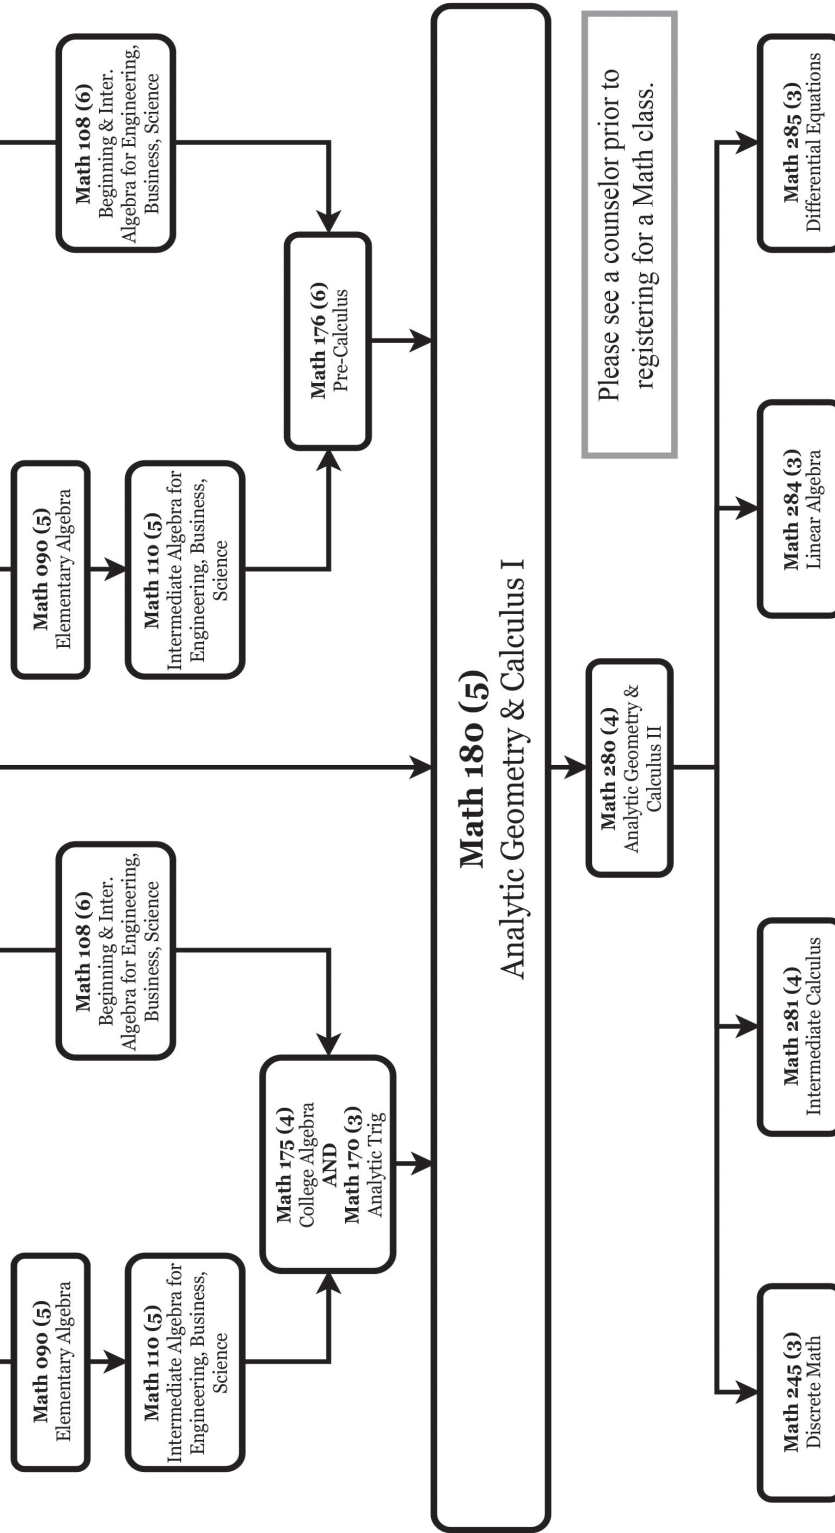 Math 090 (5)
Elementary Algebra
Math 108 (6)
Beginning & Inter.
Algebra for Engineering,
Business, Science
Math 090 (5)
Elementary Algebra
Math 108 (6)
Beginning & Inter.
Algebra for Engineering,
Business, Science
Math 110 (5)
Intermediate Algebra for
Engineering, Business,
Science
Math 110 (5)
Intermediate Algebra for
Engineering, Business,
Science
Math 175 (4)
College Algebra
AND
Math 170 (3)
Analytic Trig
Math 176 (6)
Pre-Calculus
Math 180 (5)
Analytic Geometry & Calculus I
Math 280 (4)
Analytic Geometry &
Calculus II
Please see a counselor prior to
registering for a Math class.
Math 245 (3)
Discrete Math
Math 281 (4)
Intermediate Calculus
Math 284 (3)
Linear Algebra
Math 285 (3)
Differential Equations